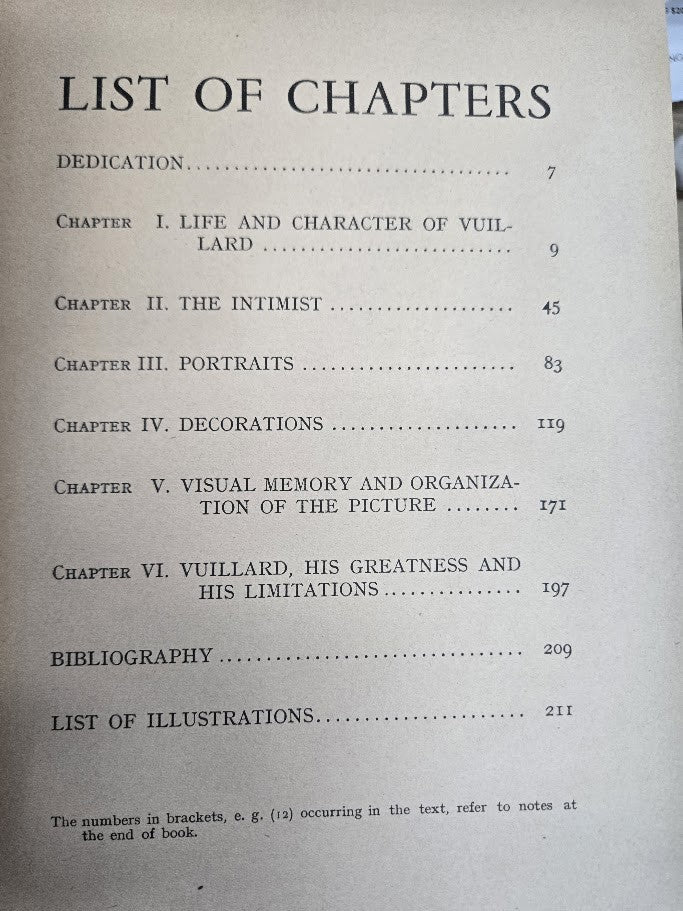 LIST OF CHAPTERS
DEDICATION.................................. 7
CHAPTER I. LIFE AND CHARACTER OF VUIL-
LARD ........................... 9
CHAPTER II. THE INTIMIST .................... 45
CHAPTER III. PORTRAITS ....................... 83
CHAPTER IV. DECORATIONS .................... 119
CHAPTER V. VISUAL MEMORY AND ORGANIZA-
TION OF THE PICTURE ........ 171
CHAPTER VI. VUILLARD, HIS GREATNESS AND
HIS LIMITATIONS ............... 197
BIBLIOGRAPHY ................................ 209
LIST OF ILLUSTRATIONS....................... 211
The numbers in brackets, e. g. (12) occurring in the text, refer to notes at
the end of book.